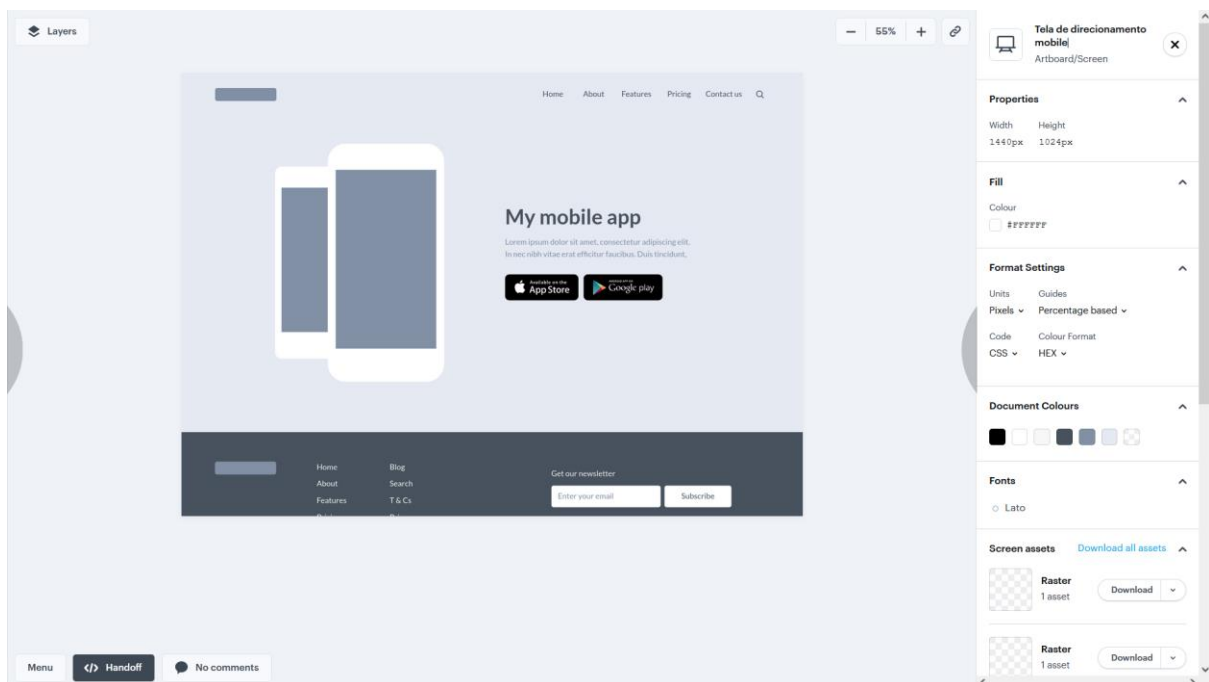 Layers
55%
Tela de direcionamento
mobile
Artboard/Screen
Home About Features Pricing Contact us
Properties
Width Height
1440px 1024px
Fill
Colour
#FFFFFF
My mobile app
Lorem ipsum dolor sit amet, consectetur adipiscing elit.
In nec nibh vitae erat efficitur faucibus. Duis tincidunt,
Available on the
App Store
Google play
Format Settings
Units Guides
Pixels Percentage based
Code Colour Format
CSS HEX
Document Colours
Fonts
Lato
Home Blog
About Search
Features T & Cs
Get our newsletter
Enter your email Subscribe
Screen assets Download all assets
Raster
1 asset
Download
Raster
1 asset
Download
Menu </> Handoff No comments